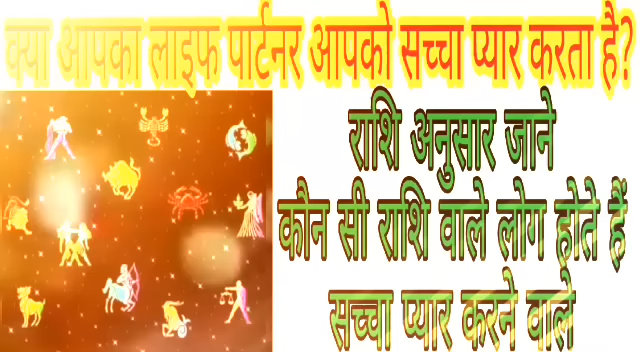 क्या आपका लाइफ पार्टनर आपको सच्चा प्यार करता है?
राशि अनुसार जाने
कौन सी राशि वाले लोग होते हैं
सच्चा प्यार करने वाले